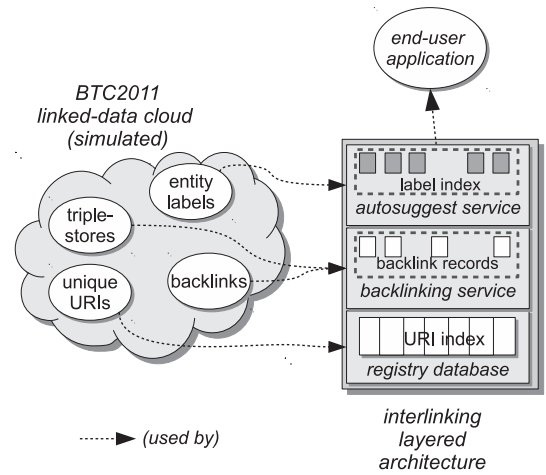 end-user
application
BTC2011
linked-data cloud
(simulated)
entity
labels
triple-
stores
unique
URIs
backlinks
label index
autosuggest service
backlink records
backlinking service
URI index
registry database
(used by)
interlinking
layered
architecture